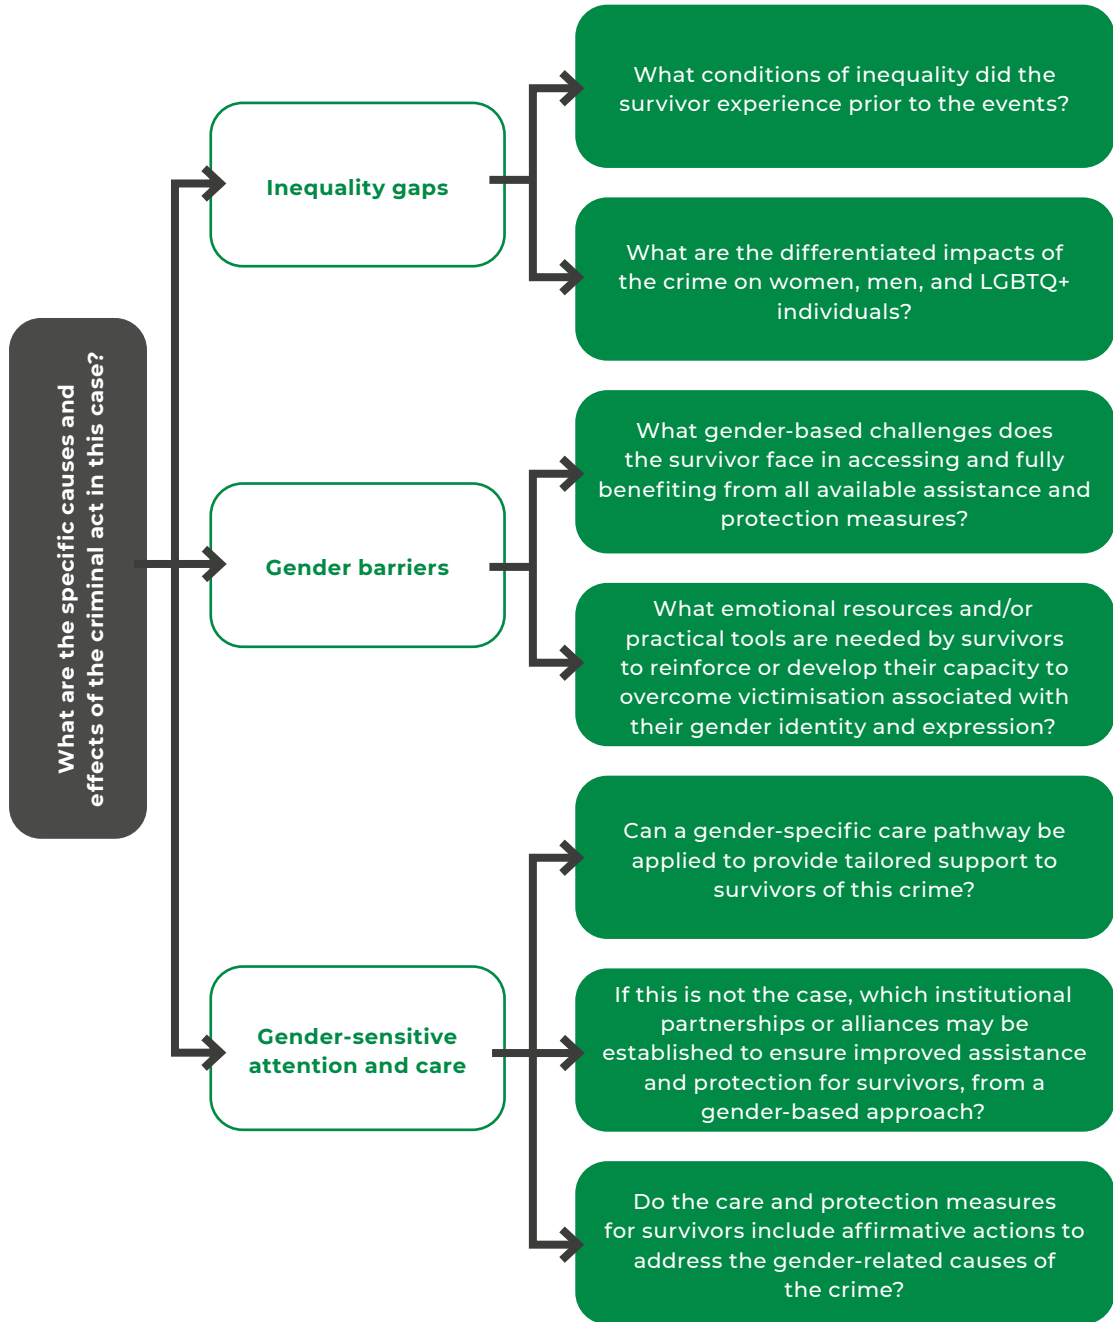 What are the specific causes and
effects of the criminal act in this case?
Inequality gaps
What conditions of inequality did the
survivor experience prior to the events?
What are the differentiated impacts of
the crime on women, men, and LGBTQ+
individuals?
Gender barriers
What gender-based challenges does
the survivor face in accessing and fully
benefiting from all available assistance and
protection measures?
What emotional resources and/or
practical tools are needed by survivors
to reinforce or develop their capacity to
overcome victimisation associated with
their gender identity and expression?
Gender-sensitive
attention and care
Can a gender-specific care pathway be
applied to provide tailored support to
survivors of this crime?
If this is not the case, which institutional
partnerships or alliances may be
established to ensure improved assistance
and protection for survivors, from a
gender-based approach?
Do the care and protection measures
for survivors include affirmative actions to
address the gender-related causes of
the crime?